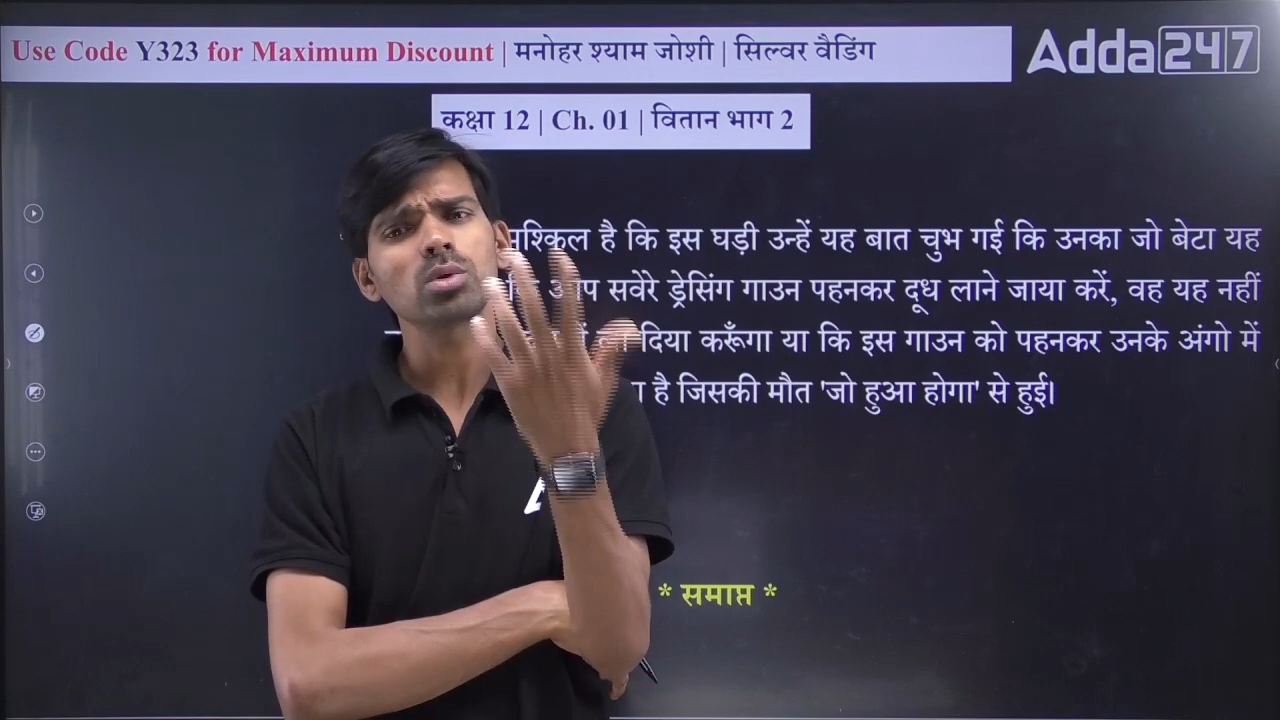 Use Code Y323 for Maximum Discount | मनोहर श्याम जोशी | सिल्वर वैडिंग
Adda247
कक्षा 12 | Ch. 01 | वितान भाग 2
है कि इस घड़ी उन्हें यह बात चुभ गई कि उनका जो बेटा यह
सवेरे ड्रेसिंग गाउन पहनकर दूध लाने जाया करें, वह यह नहीं
दिया करूँगा या कि इस गाउन को पहनकर उनके अंगो में
है जिसकी मौत 'जो हुआ होगा' से हुई।
* समाप्त *